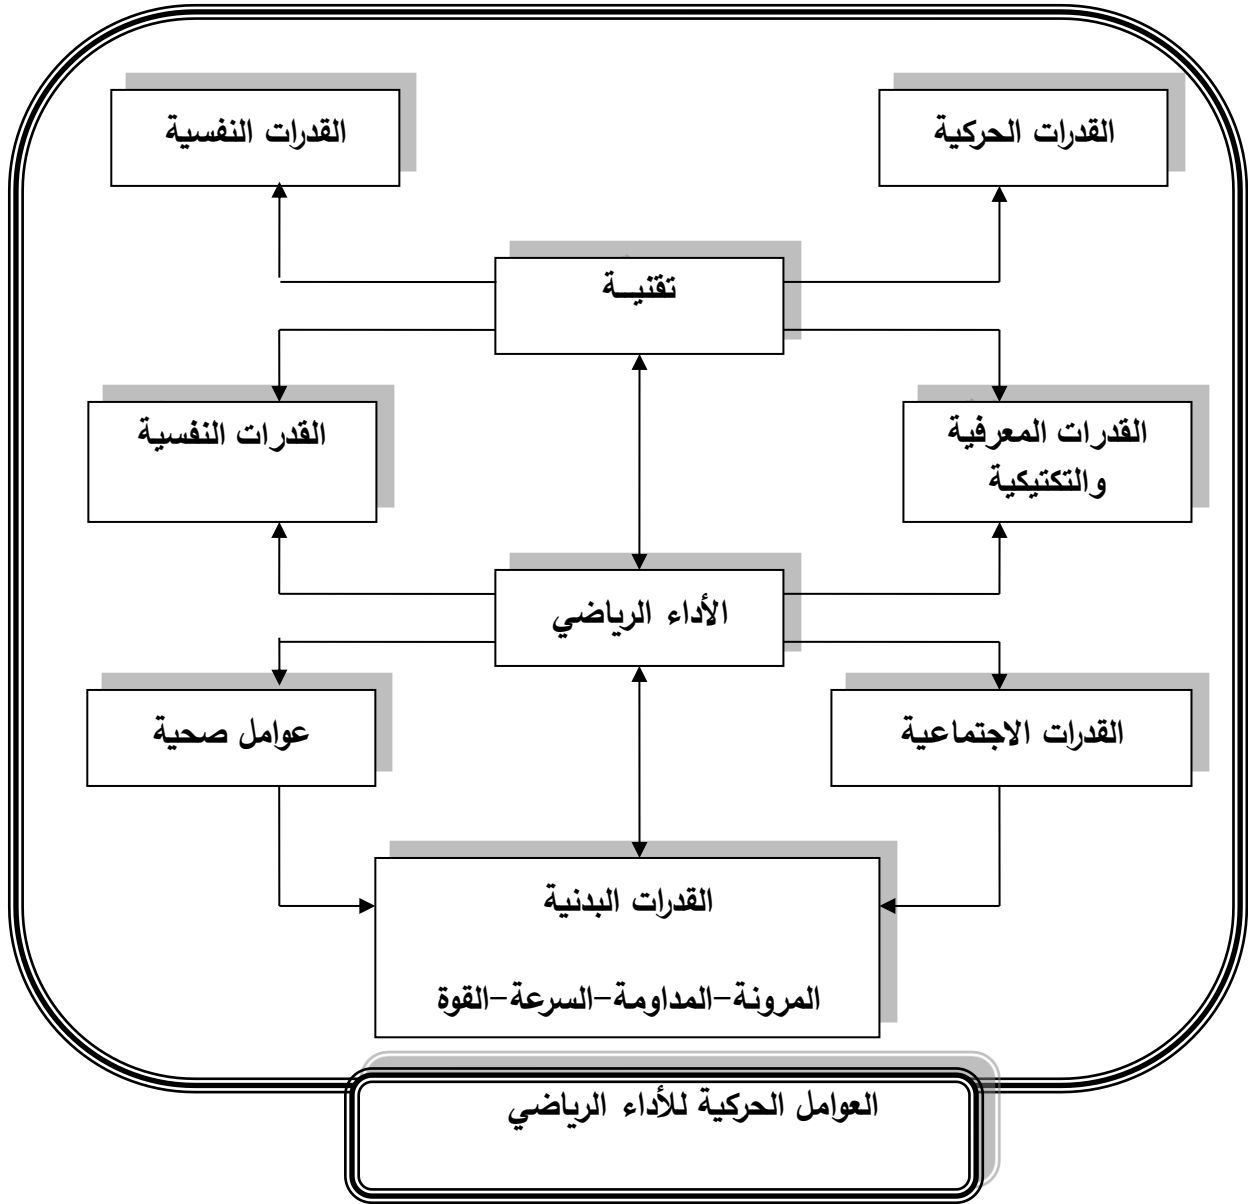 القدرات الحركية
القدرات النفسية
تقنيــة
القدرات المعرفية
والتكتيكية
القدرات النفسية
الأداء الرياضي
القدرات الاجتماعية
عوامل صحية
القدرات البدنية
المرونة-المداومة-السرعة-القوة
العوامل الحركية للأداء الرياضي